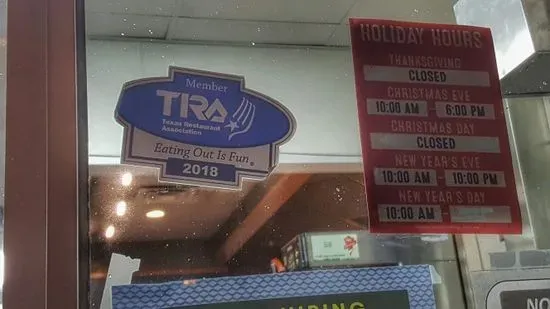 Member
TRA
Texas Restaurant
Association
Eating Out Is Fun
®
2018
HOLIDAY HOURS
THANKSGIVING
CLOSED
CHRISTMAS EVE
10:00 AM - 6:00 PM
CHRISTMAS DAY
CLOSED
NEW YEAR'S EVE
10:00 AM - 10:00 PM
NEW YEAR'S DAY
10:00 AM -
NO